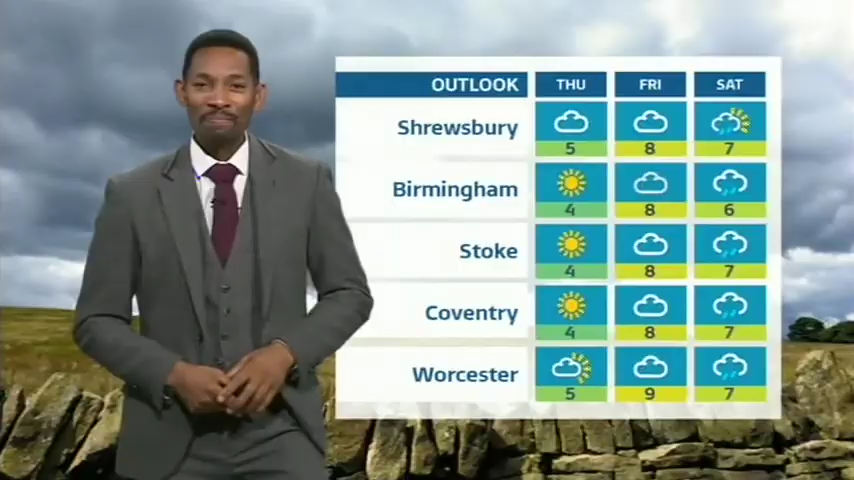 OUTLOOK THU FRI SAT
Shrewsbury 5 8 7
Birmingham 4 8 6
Stoke 4 8 7
Coventry 4 8 7
Worcester 5 9 7